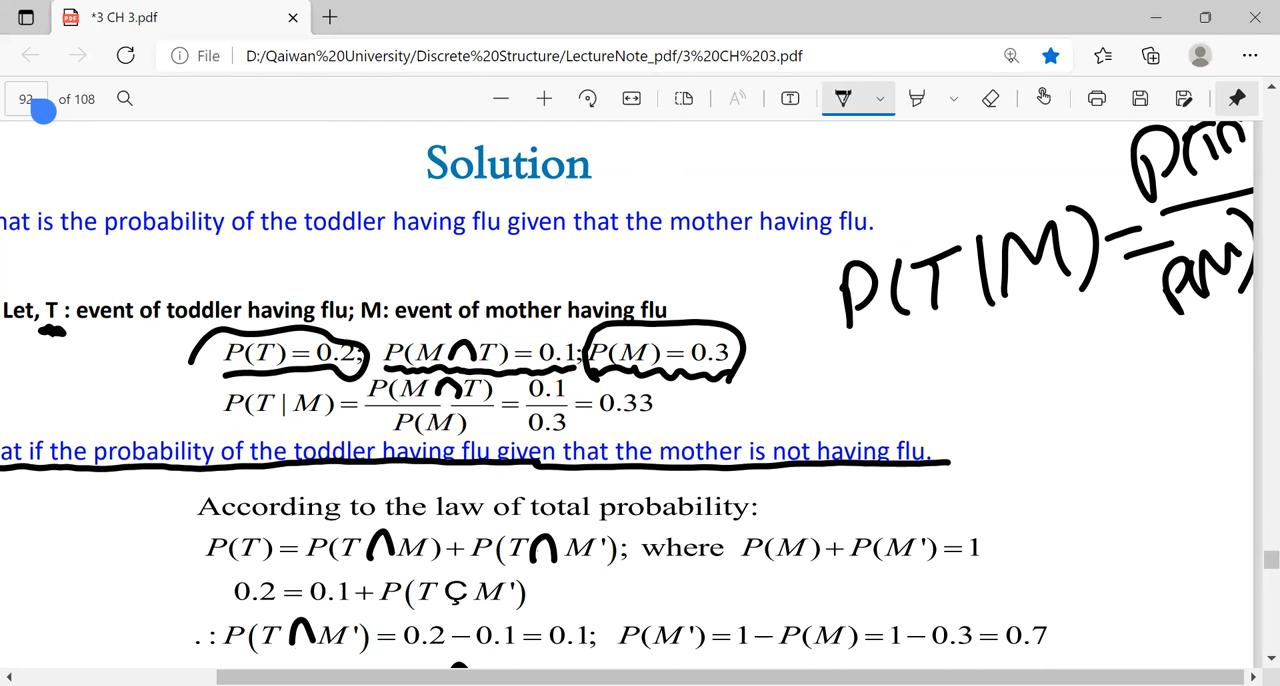 *3 CH 3.pdf
File D:/Qaiwan%20University/Discrete%20Structure/LectureNote_pdf/3%20CH%203.pdf
92 of 108
Solution
hat is the probability of the toddler having flu given that the mother having flu.
P(T|M)= P(M)
Let, T : event of toddler having flu; M: event of mother having flu
P(T) = 0.2; P(M ∩ T) = 0.1; P(M) = 0.3
P(T | M) = P(M ∩ T) / P(M) = 0.1 / 0.3 = 0.33
at if the probability of the toddler having flu given that the mother is not having flu.
According to the law of total probability:
P(T) = P(T ∩ M) + P(T ∩ M'); where P(M) + P(M') = 1
0.2 = 0.1 + P(T Ç M')
.: P(T ∩ M') = 0.2 − 0.1 = 0.1; P(M') = 1 − P(M) = 1 − 0.3 = 0.7